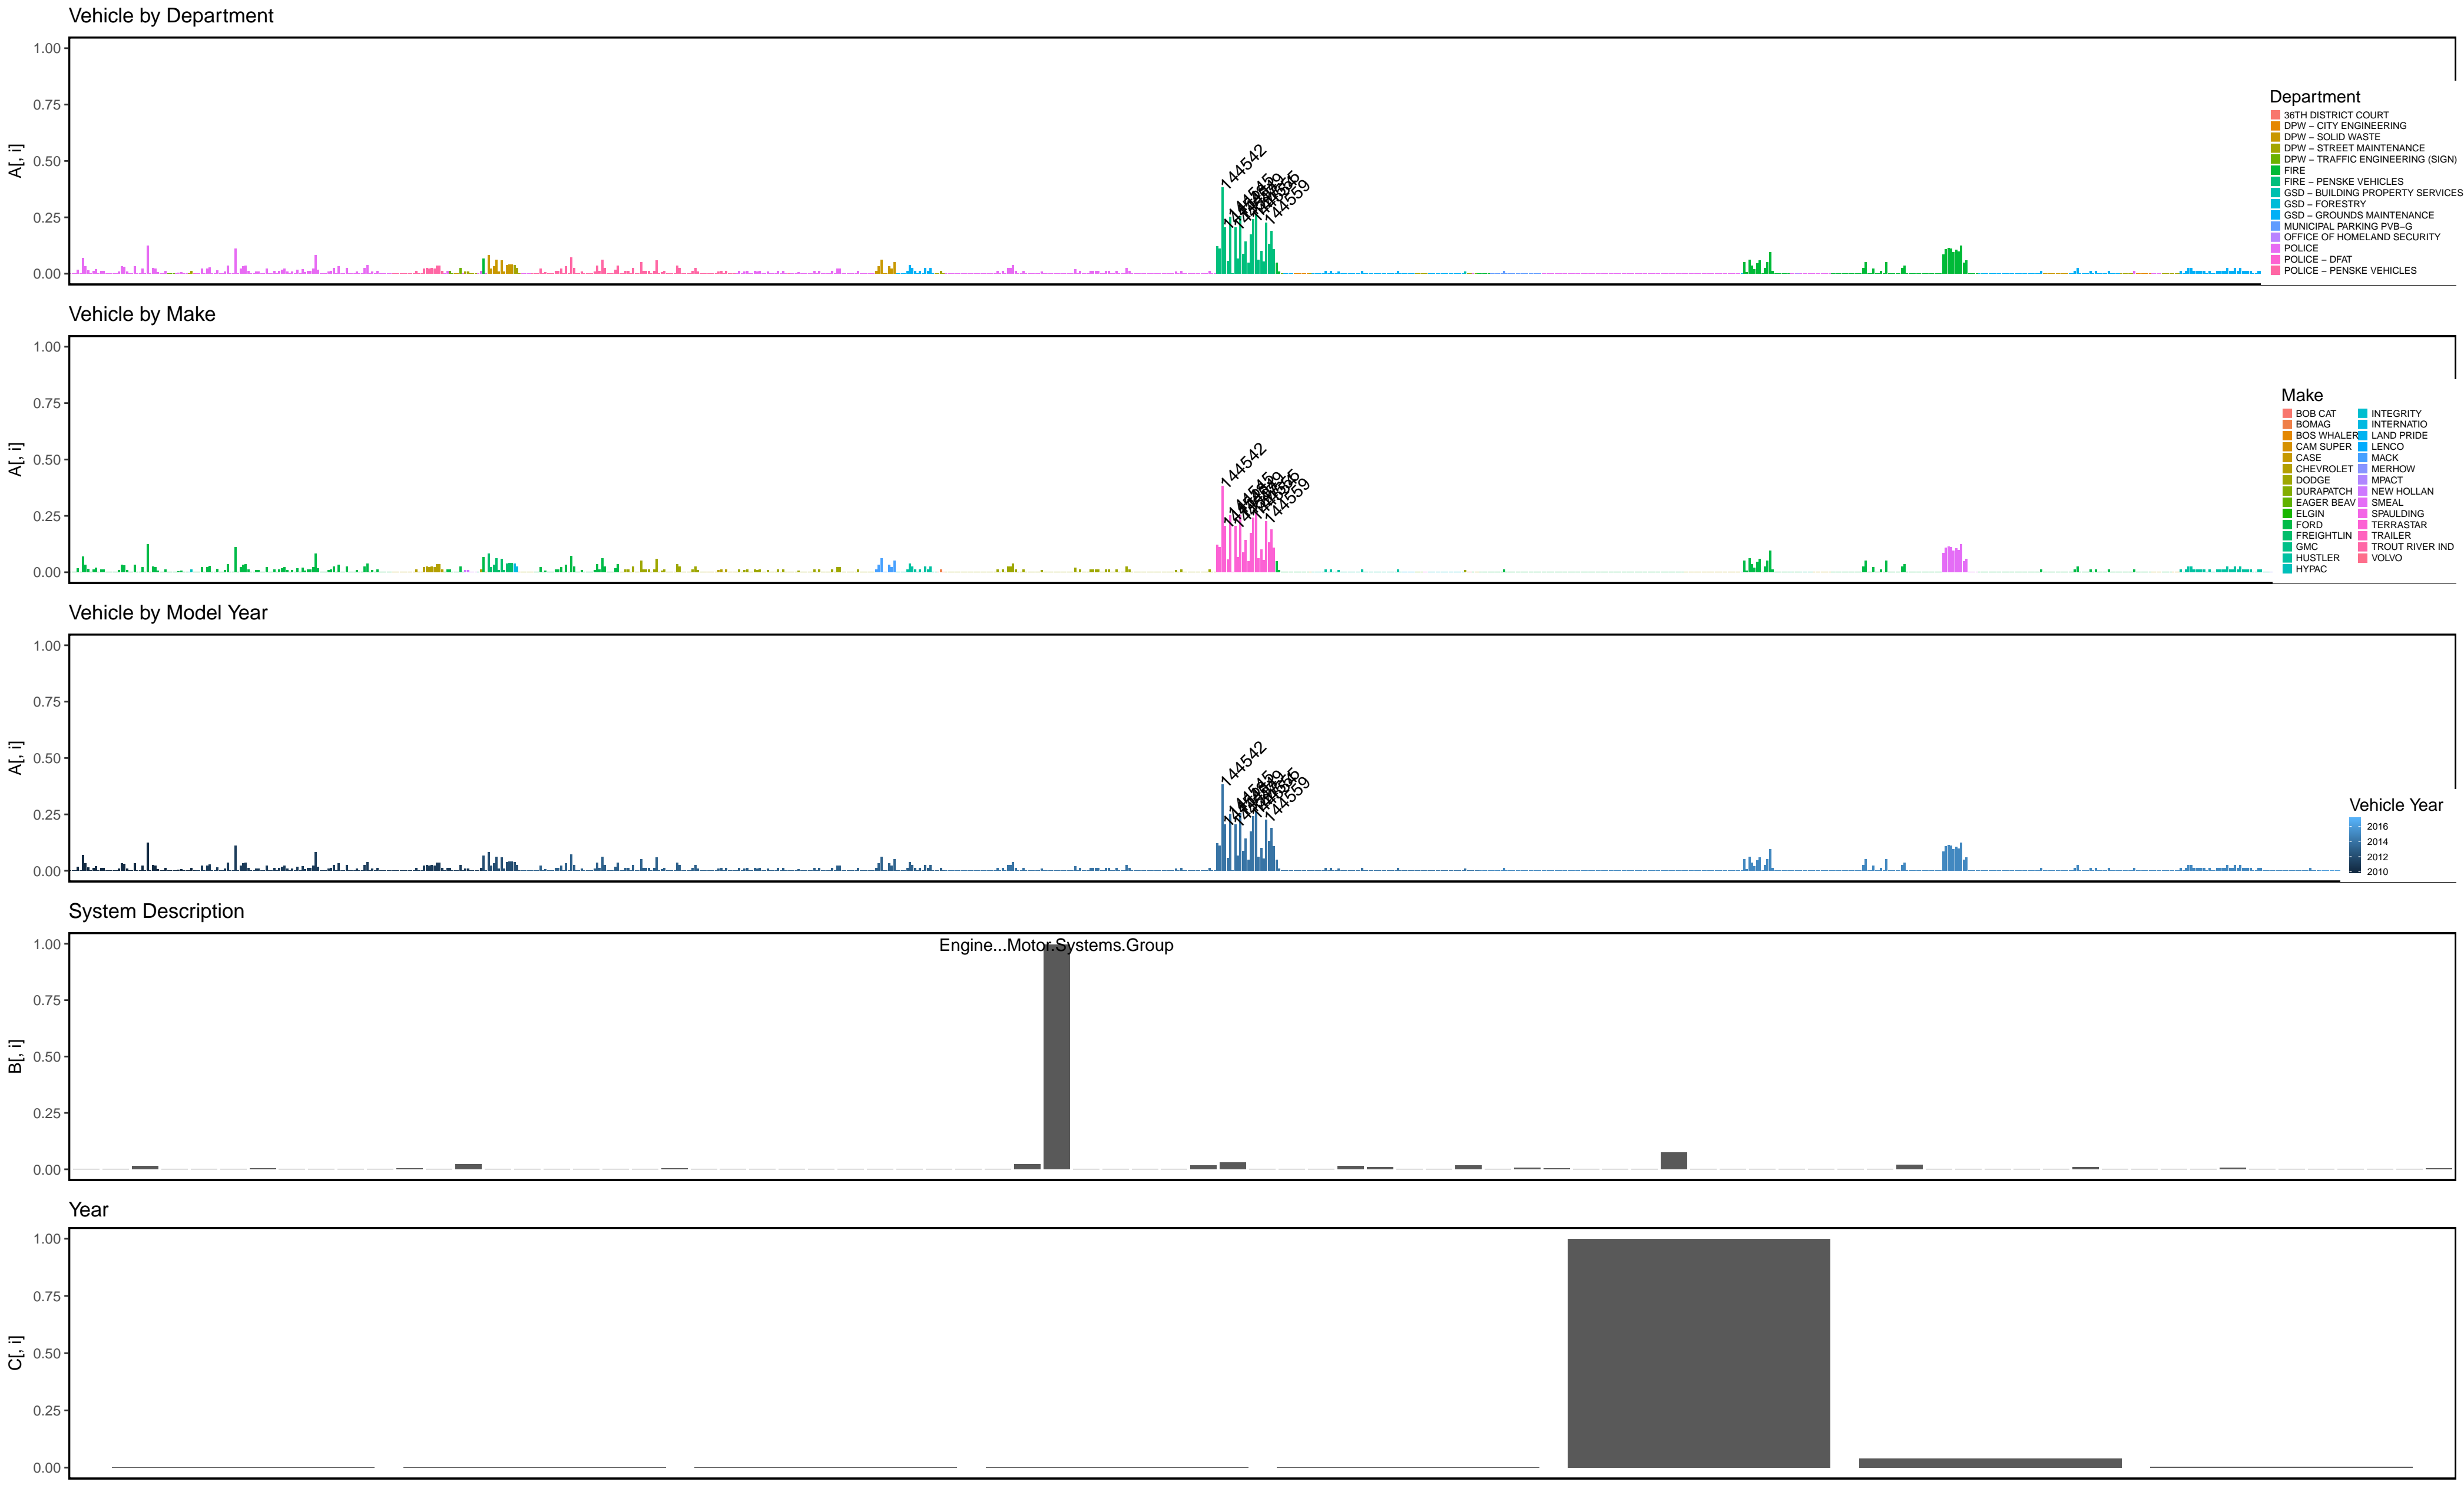 Vehicle by Department
1.00
0.75
0.50
0.25
0.00
A[, i]
144542
144559
Department
36TH DISTRICT COURT
DPW – CITY ENGINEERING
DPW – SOLID WASTE
DPW – STREET MAINTENANCE
DPW – TRAFFIC ENGINEERING (SIGN)
FIRE
FIRE – PENSKE VEHICLES
GSD – BUILDING PROPERTY SERVICES
GSD – FORESTRY
GSD – GROUNDS MAINTENANCE
MUNICIPAL PARKING PVB–G
OFFICE OF HOMELAND SECURITY
POLICE
POLICE – DFAT
POLICE – PENSKE VEHICLES
Vehicle by Make
1.00
0.75
0.50
0.25
0.00
A[, i]
144542
144559
Make
BOB CAT INTEGRITY
BOMAG INTERNATIO
BOS WHALER LAND PRIDE
CAM SUPER LENCO
CASE MACK
CHEVROLET MERHOW
DODGE MPACT
DURAPATCH NEW HOLLAN
EAGER BEAV SMEAL
ELGIN SPAULDING
FORD TERRASTAR
FREIGHTLIN TRAILER
GMC TROUT RIVER IND
HUSTLER VOLVO
HYPAC
Vehicle by Model Year
1.00
0.75
0.50
0.25
0.00
A[, i]
144542
144559
Vehicle Year
2016
2014
2012
2010
System Description
1.00
0.75
0.50
0.25
0.00
B[, i]
Engine...Motor.Systems.Group
Year
1.00
0.75
0.50
0.25
0.00
C[, i]